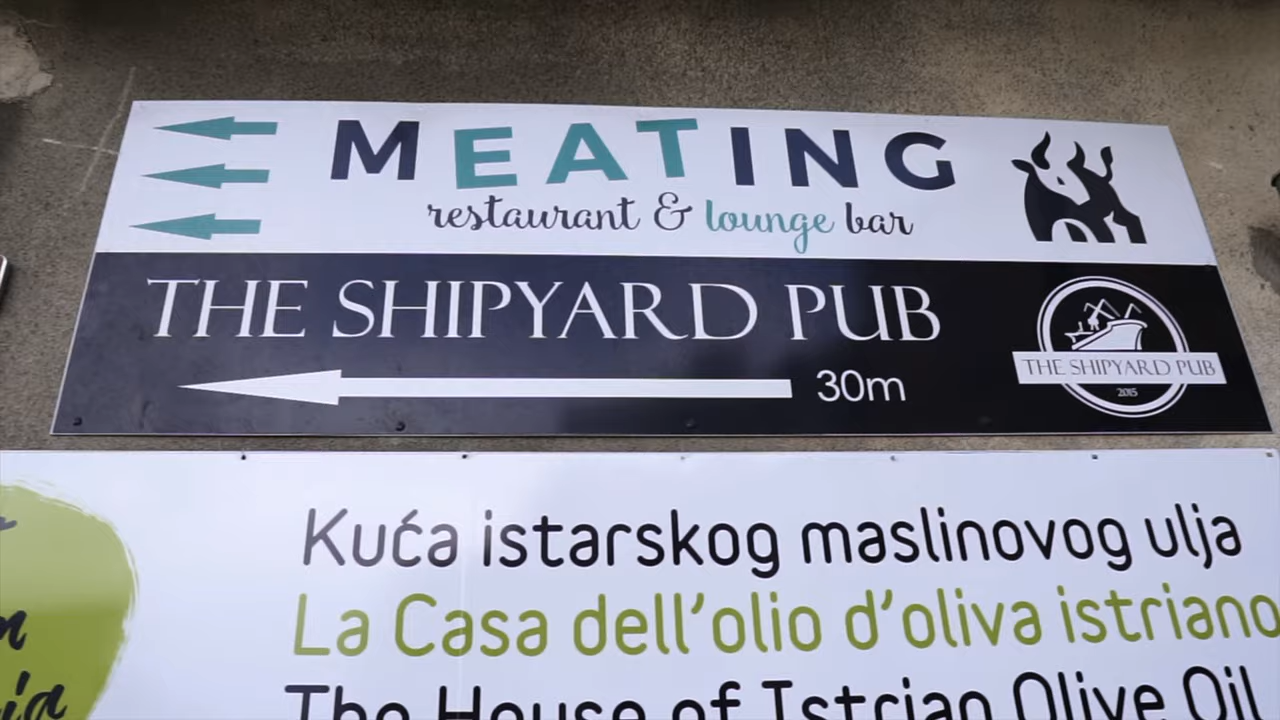 MEATING
restaurant & lounge bar
THE SHIPYARD PUB
30m
THE SHIPYARD PUB
2015
Kuća istarskog maslinovog ulja
La Casa dell'olio d'oliva istriano
The House of Istrian Olive Oil